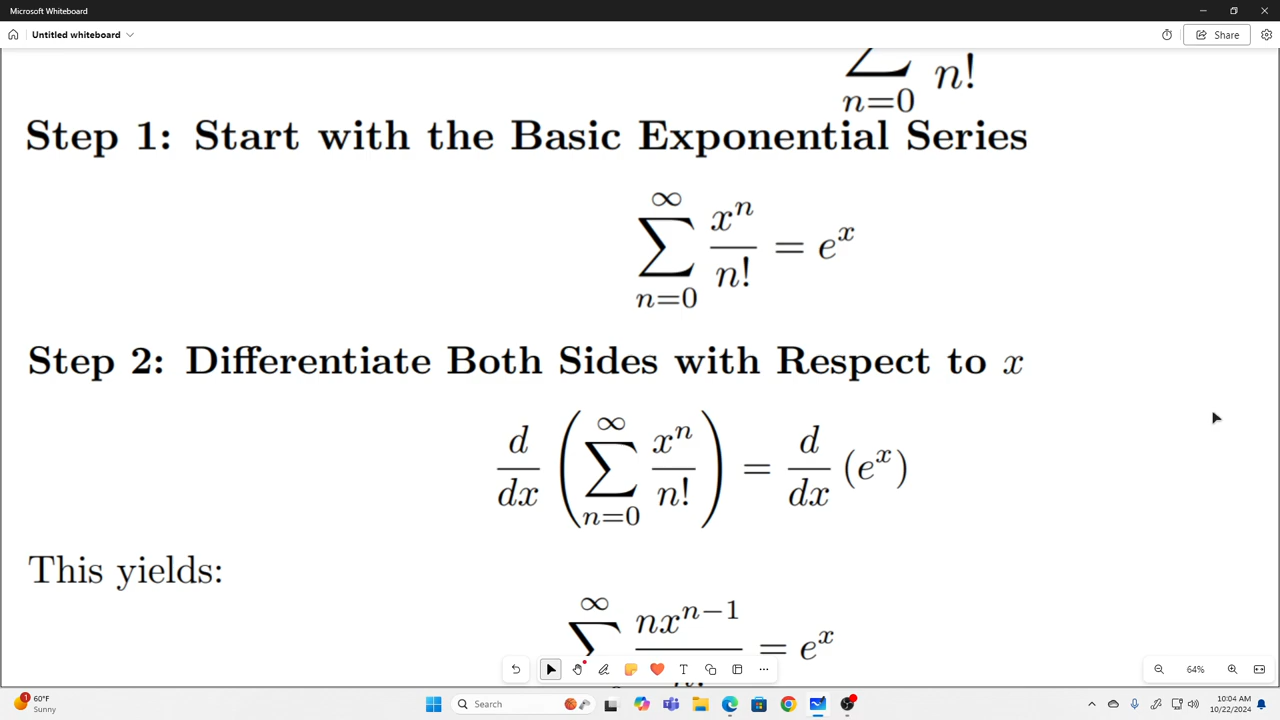 Microsoft Whiteboard
Untitled whiteboard
Share
∑ n=0 n!
Step 1: Start with the Basic Exponential Series
∑_{n=0}^{∞} x^n / n! = e^x
Step 2: Differentiate Both Sides with Respect to x
d/dx ( ∑_{n=0}^{∞} x^n / n! ) = d/dx (e^x)
This yields:
∑^{∞} nx^{n−1} / n! = e^x
64%
60°F
Sunny
Search
10:04 AM
10/22/2024